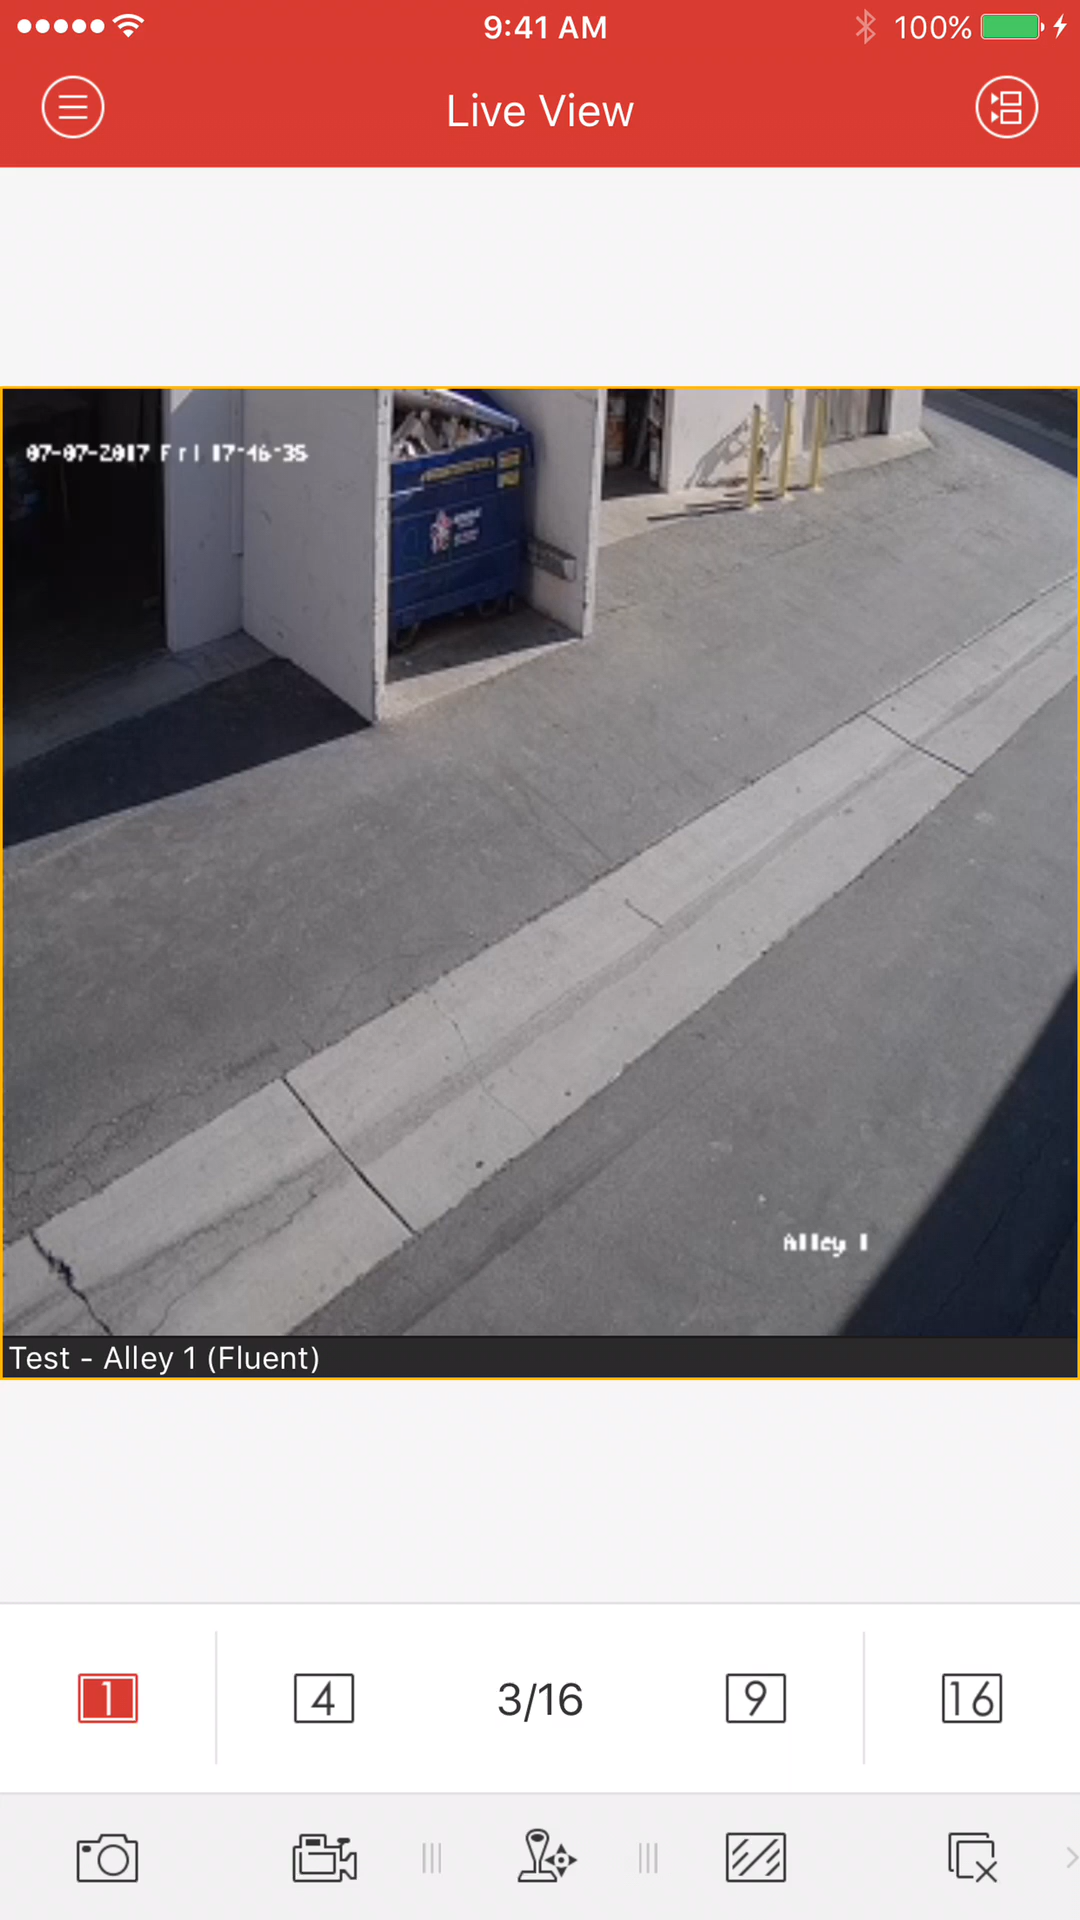 9:41 AM
100%
Live View
07-07-2017 Fri 17:46:35
Alley 1
Test - Alley 1 (Fluent)
1
4
3/16
9
16